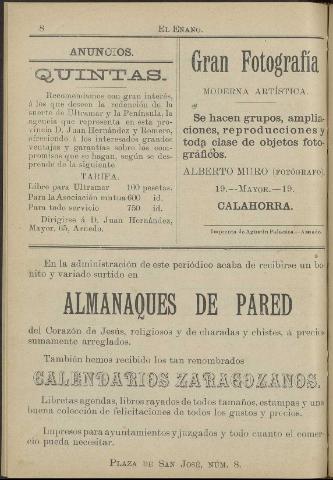 8
EL ENANO.
ANUNCIOS.
QUINTAS.
Recomendamos con gran interés,
á los que deseen la redención de la
suerte de Ultramar y la Península, la
agencia que representa en esta pro-
vincia D. Juan Hernández y Romero,
ofreciendo á los interesados grandes
ventajas y garantías sobre los com-
promisos que se hagan, según se des-
prende de la siguiente
TARIFA.
Libre para Ultramar 100 pesetas.
Para la Asociación mutua 600 id.
Para todo servicio 750 id.
Dirigirse á D. Juan Hernández,
Mayor, 65, Arnedo.
Gran Fotografía
MODERNA ARTÍSTICA.
Se hacen grupos, amplia-
ciones, reproducciones y
toda clase de objetos foto-
gráficos.
ALBERTO MURO (FOTÓGRAFO)
19.—MAYOR.—19.
CALAHORRA.
Imprenta de Agustín Palacios.—Arnedo.
En la administración de este periódico acaba de recibirse un bo
nito y variado surtido en
ALMANAQUES DE PARED
del Corazón de Jesús, religiosos y de charadas y chistes, á precios
sumamente arreglados.
También hemos recibido los tan renombrados
CALENDARIOS ZARAGOZANOS.
Libretas agendas, libros rayados de todos tamaños, estampas y una
buena colección de felicitaciones de todos los gustos y precios.
Impresos para ayuntamientos y juzgados y todo cuanto el comer-
cio pueda necesitar.
PLAZA DE SAN JOSÉ, NÚM. 8.